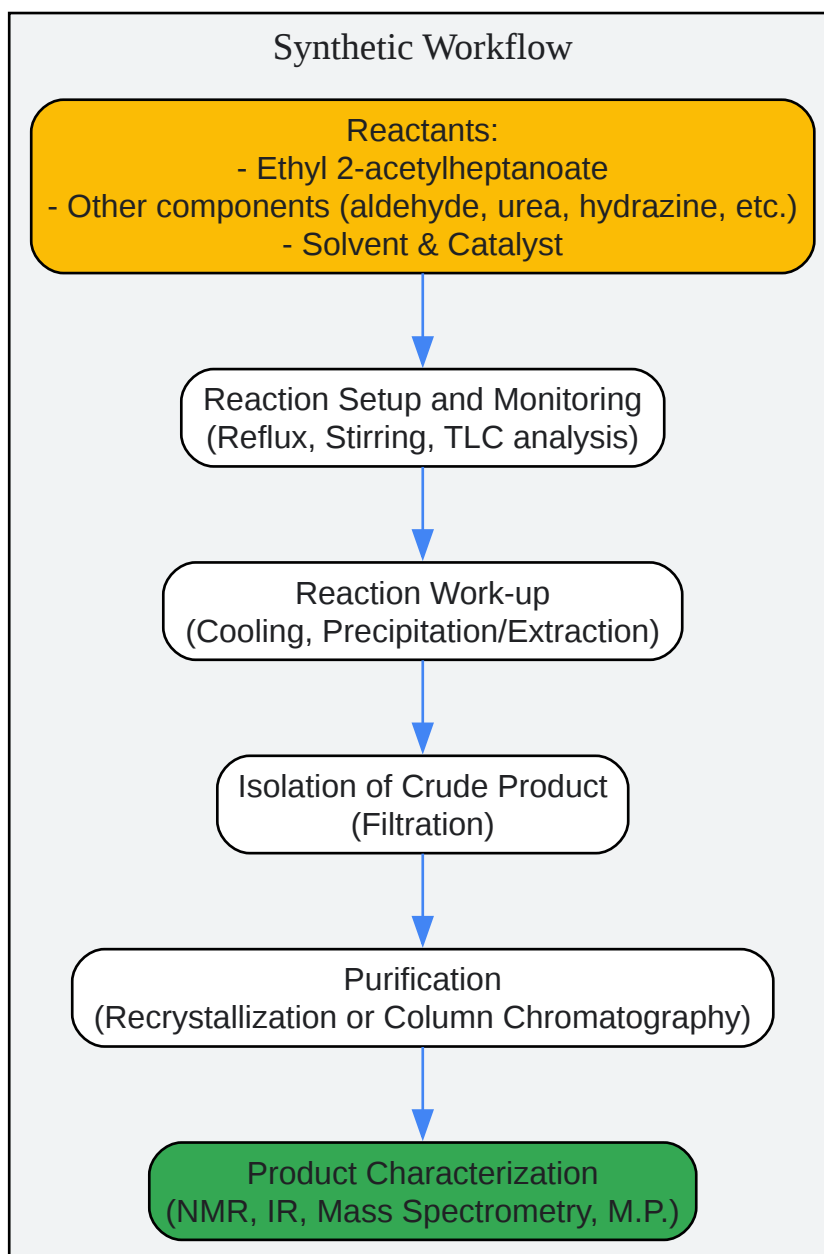 Synthetic Workflow
Reactants:
- Ethyl 2-acetylheptanoate
- Other components (aldehyde, urea, hydrazine, etc.)
- Solvent & Catalyst
Reaction Setup and Monitoring
(Reflux, Stirring, TLC analysis)
Reaction Work-up
(Cooling, Precipitation/Extraction)
Isolation of Crude Product
(Filtration)
Purification
(Recrystallization or Column Chromatography)
Product Characterization
(NMR, IR, Mass Spectrometry, M.P.)